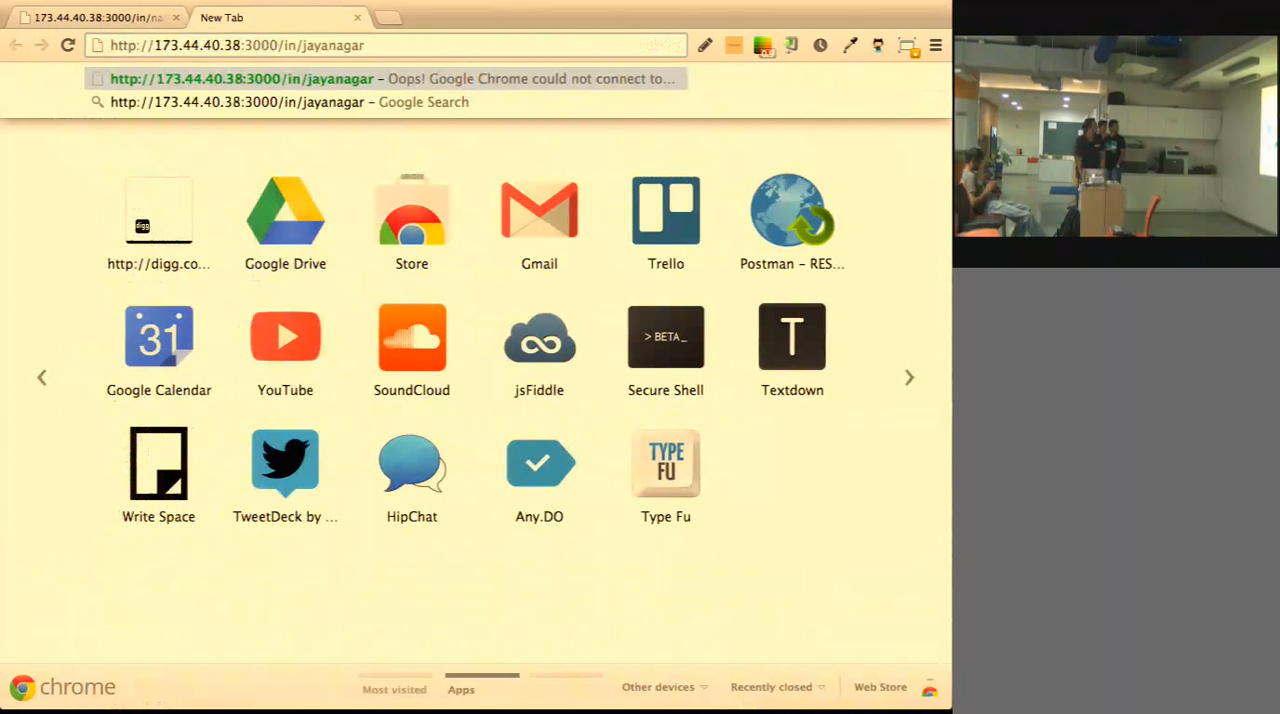 173.44.40.38:3000/in/na
New Tab
http://173.44.40.38:3000/in/jayanagar
http://173.44.40.38:3000/in/jayanagar – Oops! Google Chrome could not connect to...
http://173.44.40.38:3000/in/jayanagar – Google Search
digg
http://digg.co...
Google Drive
Store
Gmail
Trello
Postman – RES...
31
> BETA_
T
Google Calendar
YouTube
SoundCloud
jsFiddle
Secure Shell
Textdown
TYPE
FU
Write Space
TweetDeck by ...
HipChat
Any.DO
Type Fu
chrome
Most visited
Apps
Other devices
Recently closed
Web Store